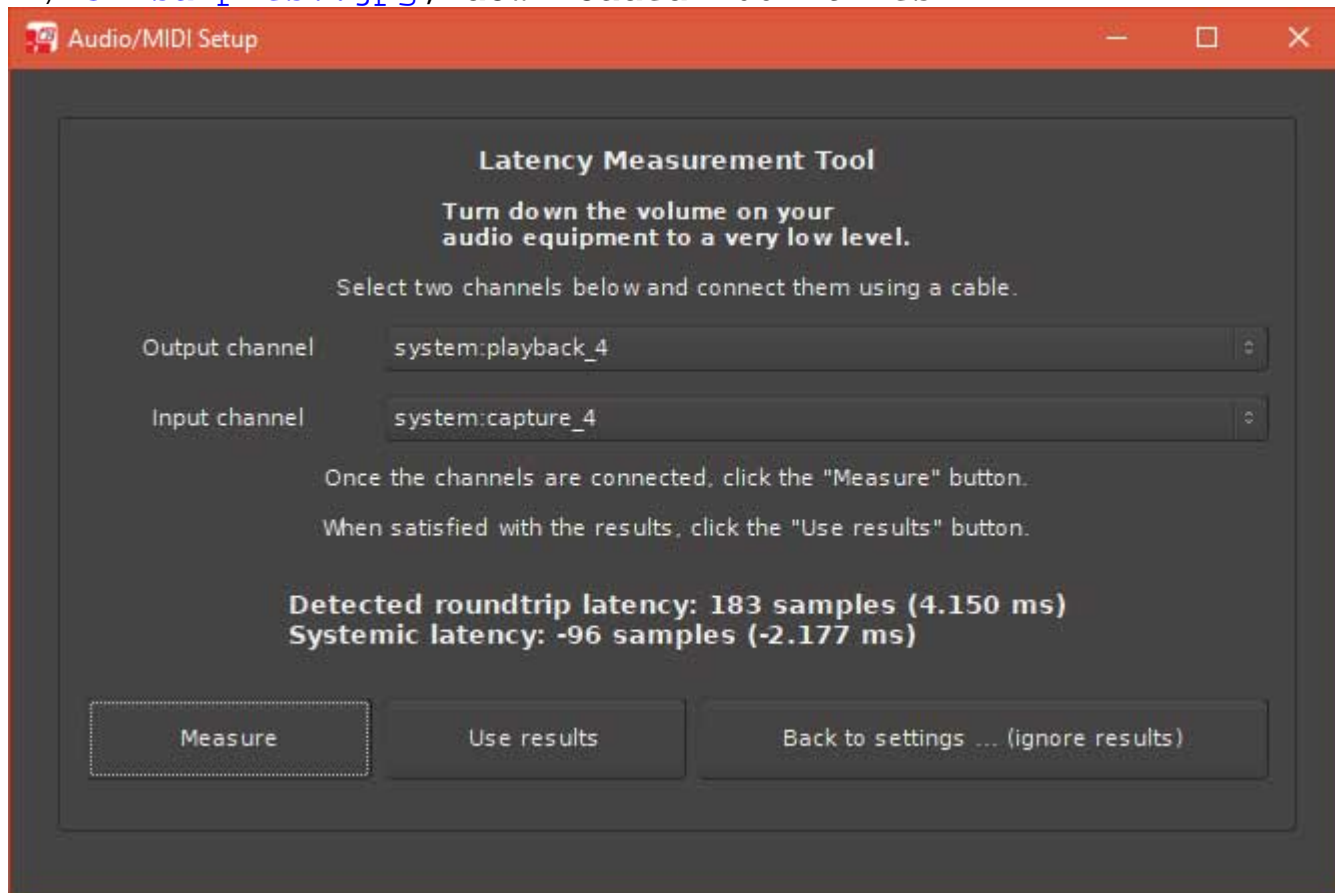 Audio/MIDI Setup
Latency Measurement Tool
Turn down the volume on your
audio equipment to a very low level.
Select two channels below and connect them using a cable.
Output channel system:playback_4
Input channel system:capture_4
Once the channels are connected, click the "Measure" button.
When satisfied with the results, click the "Use results" button.
Detected roundtrip latency: 183 samples (4.150 ms)
Systemic latency: -96 samples (-2.177 ms)
Measure Use results Back to settings ... (ignore results)